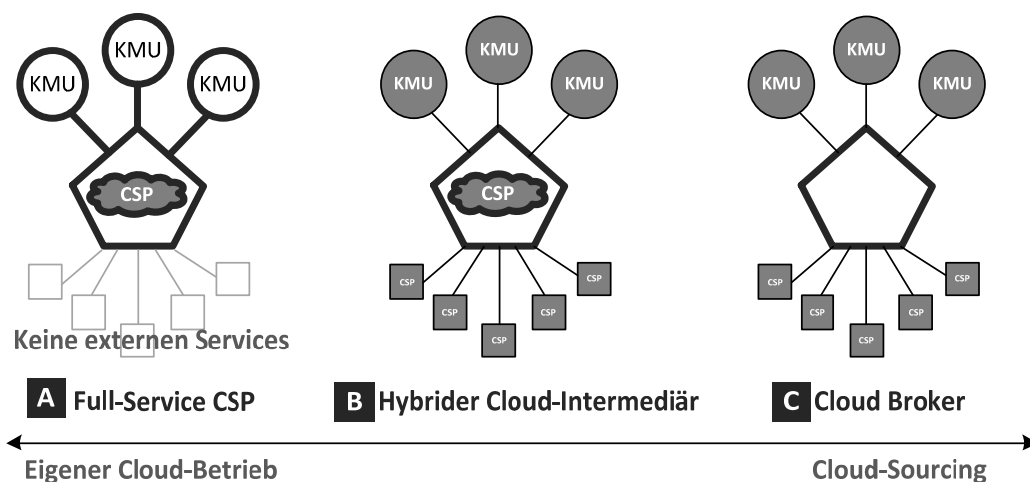 KMU
KMU
KMU
CSP
Keine externen Services
A Full-Service CSP
KMU
KMU
KMU
CSP
CSP
CSP
CSP
CSP
CSP
B Hybrider Cloud-Intermediär
KMU
KMU
KMU
CSP
CSP
CSP
CSP
CSP
C Cloud Broker
Eigener Cloud-Betrieb
Cloud-Sourcing